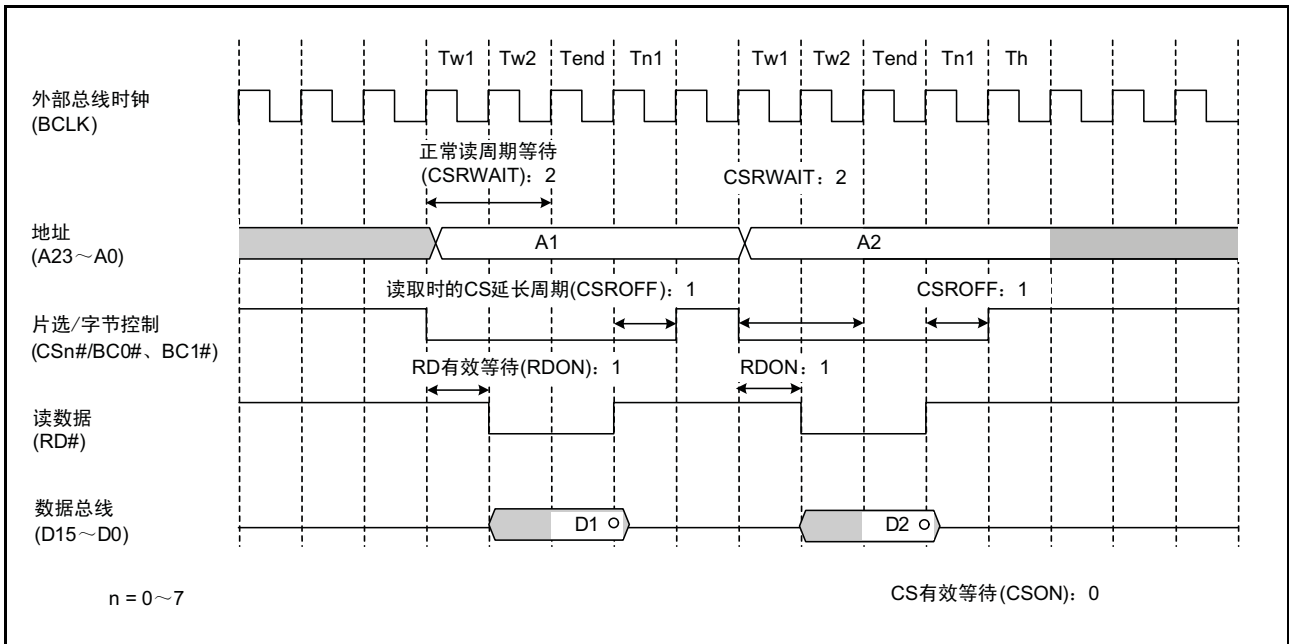 Tw1 Tw2 Tend Tn1 Tw1 Tw2 Tend Tn1 Th
外部总线时钟
(BCLK)
正常读周期等待
(CSRWAIT)：2
CSRWAIT：2
地址
(A23～A0)
A1
A2
读取时的CS延长周期(CSROFF)：1
CSROFF：1
片选/字节控制
(CSn#/BC0#、BC1#)
RD有效等待(RDON)：1
RDON：1
读数据
(RD#)
数据总线
(D15～D0)
D1
D2
n = 0～7
CS有效等待(CSON)：0